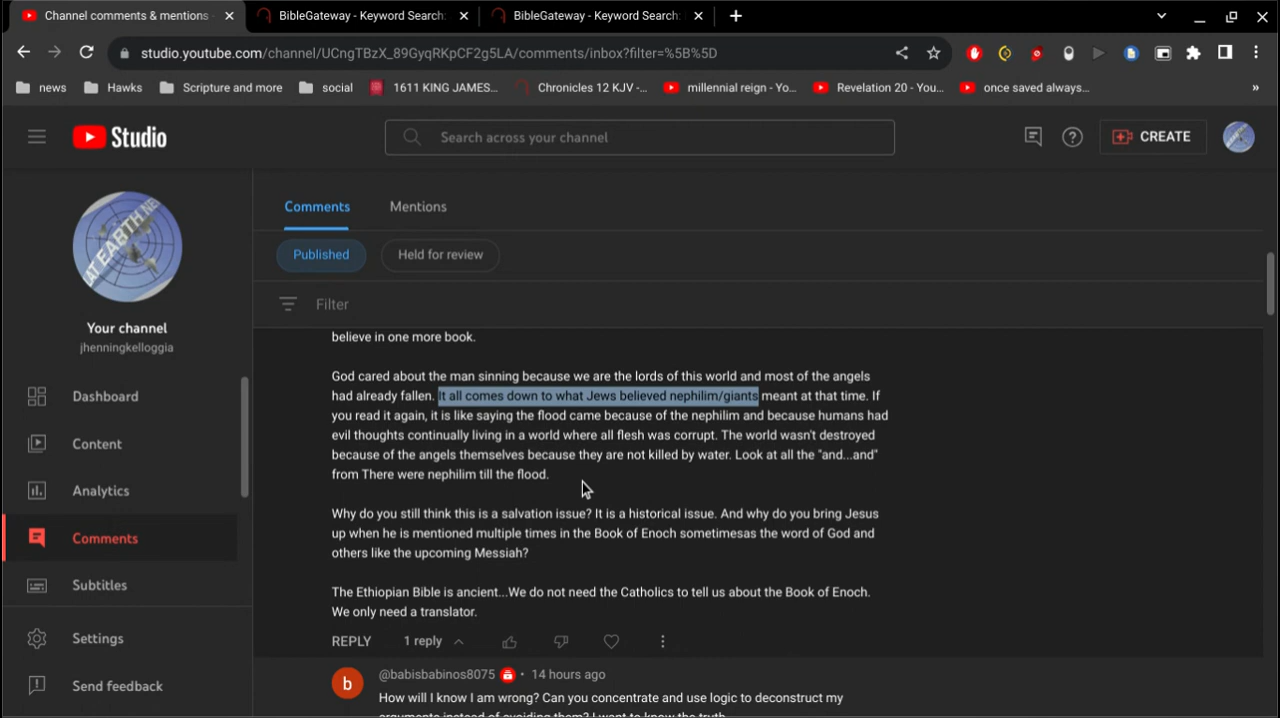 Channel comments & mentions
BibleGateway - Keyword Search:
BibleGateway - Keyword Search:
studio.youtube.com/channel/UCngTBzX_89GyqRKpCF2g5LA/comments/inbox?filter=%5B%5D
news
Hawks
Scripture and more
social
1611 KING JAMES...
Chronicles 12 KJV -...
millennial reign - Yo...
Revelation 20 - You...
once saved always...
»
Studio
Search across your channel
CREATE
AT EARTH NE
Your channel
jhenningkelloggia
Dashboard
Content
Analytics
Comments
Subtitles
Settings
Send feedback
Comments
Mentions
Published
Held for review
Filter
believe in one more book.
God cared about the man sinning because we are the lords of this world and most of the angels
had already fallen. It all comes down to what Jews believed nephilim/giants meant at that time. If
you read it again, it is like saying the flood came because of the nephilim and because humans had
evil thoughts continually living in a world where all flesh was corrupt. The world wasn't destroyed
because of the angels themselves because they are not killed by water. Look at all the "and...and"
from There were nephilim till the flood.
Why do you still think this is a salvation issue? It is a historical issue. And why do you bring Jesus
up when he is mentioned multiple times in the Book of Enoch sometimesas the word of God and
others like the upcoming Messiah?
The Ethiopian Bible is ancient...We do not need the Catholics to tell us about the Book of Enoch.
We only need a translator.
REPLY
1 reply
b
@babisbabinos8075
• 14 hours ago
How will I know I am wrong? Can you concentrate and use logic to deconstruct my
arguments instead of avoiding them? I want to know the truth